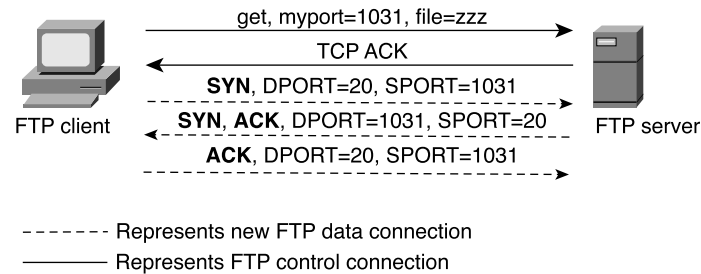 get, myport=1031, file=zzz
TCP ACK
SYN, DPORT=20, SPORT=1031
SYN, ACK, DPORT=1031, SPORT=20
FTP client
FTP server
ACK, DPORT=20, SPORT=1031
Represents new FTP data connection
Represents FTP control connection